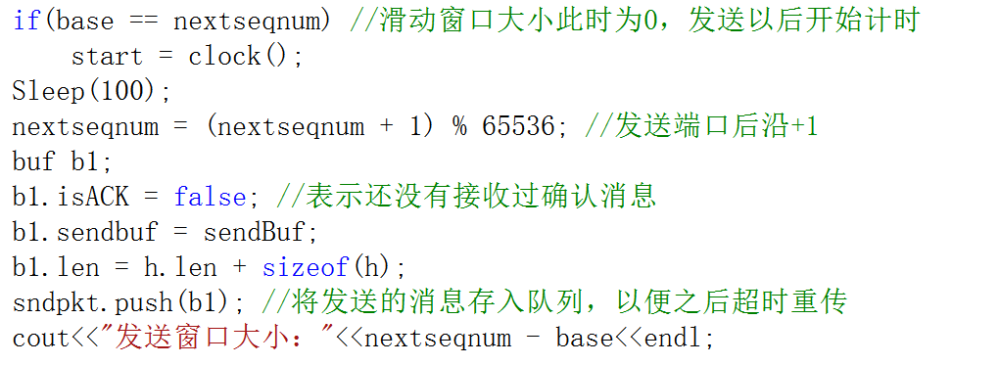 if(base == nextseqnum) //滑动窗口大小此时为0，发送以后开始计时
    start = clock();
Sleep(100);
nextseqnum = (nextseqnum + 1) % 65536; //发送端口后沿+1
buf b1;
b1.isACK = false; //表示还没有接收过确认消息
b1.sendbuf = sendBuf;
b1.len = h.len + sizeof(h);
sndpkt.push(b1); //将发送的消息存入队列，以便之后超时重传
cout<<"发送窗口大小："<<nextseqnum - base<<endl;